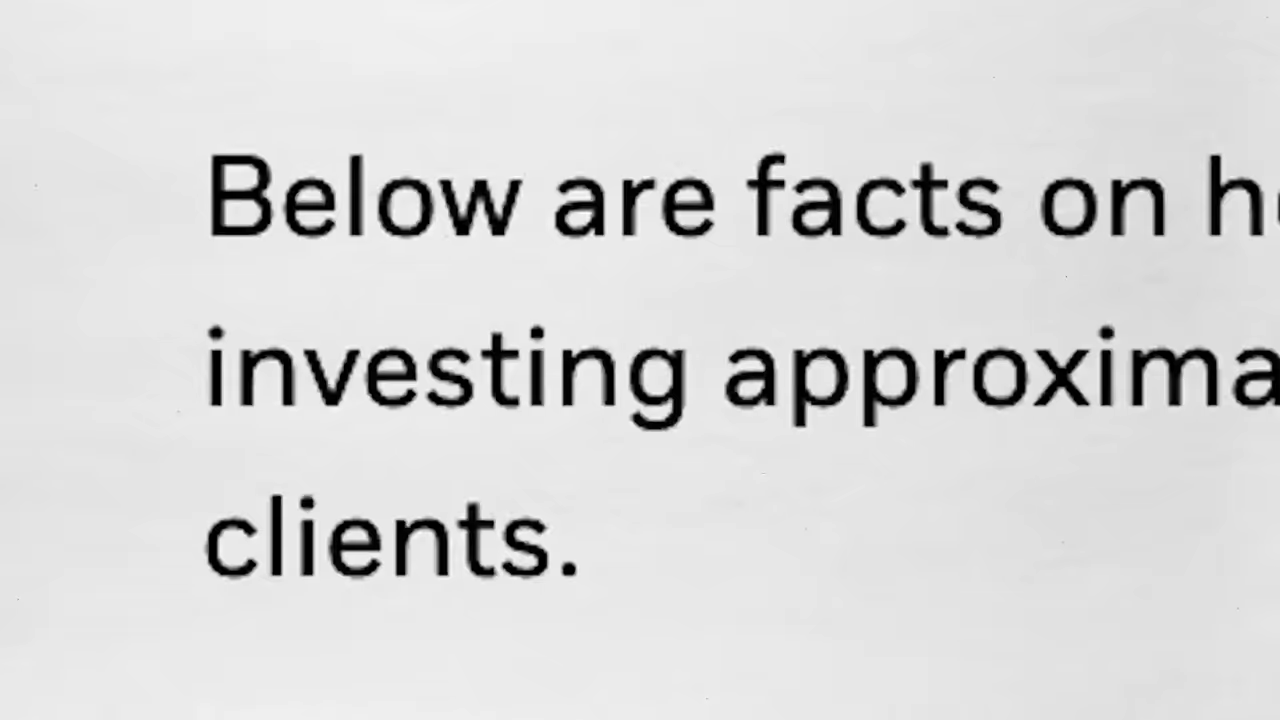 Below are facts on
investing
clients.